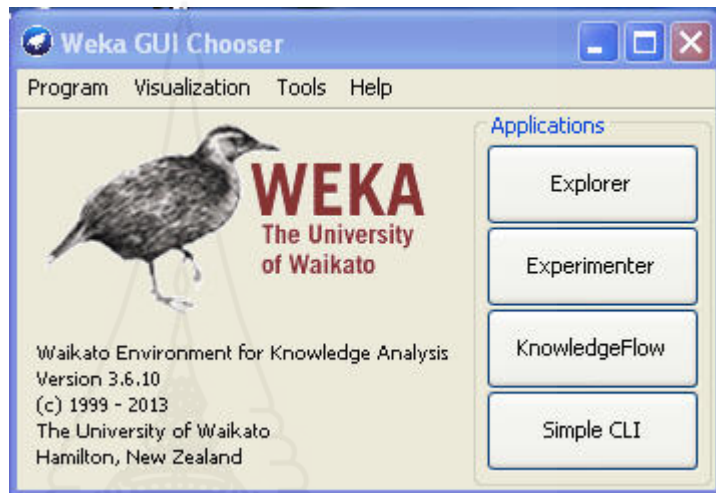 Weka GUI Chooser
Program Visualization Tools Help
WEKA
The University
of Waikato
Waikato Environment for Knowledge Analysis
Version 3.6.10
(c) 1999 - 2013
The University of Waikato
Hamilton, New Zealand
Applications
Explorer
Experimenter
KnowledgeFlow
Simple CLI